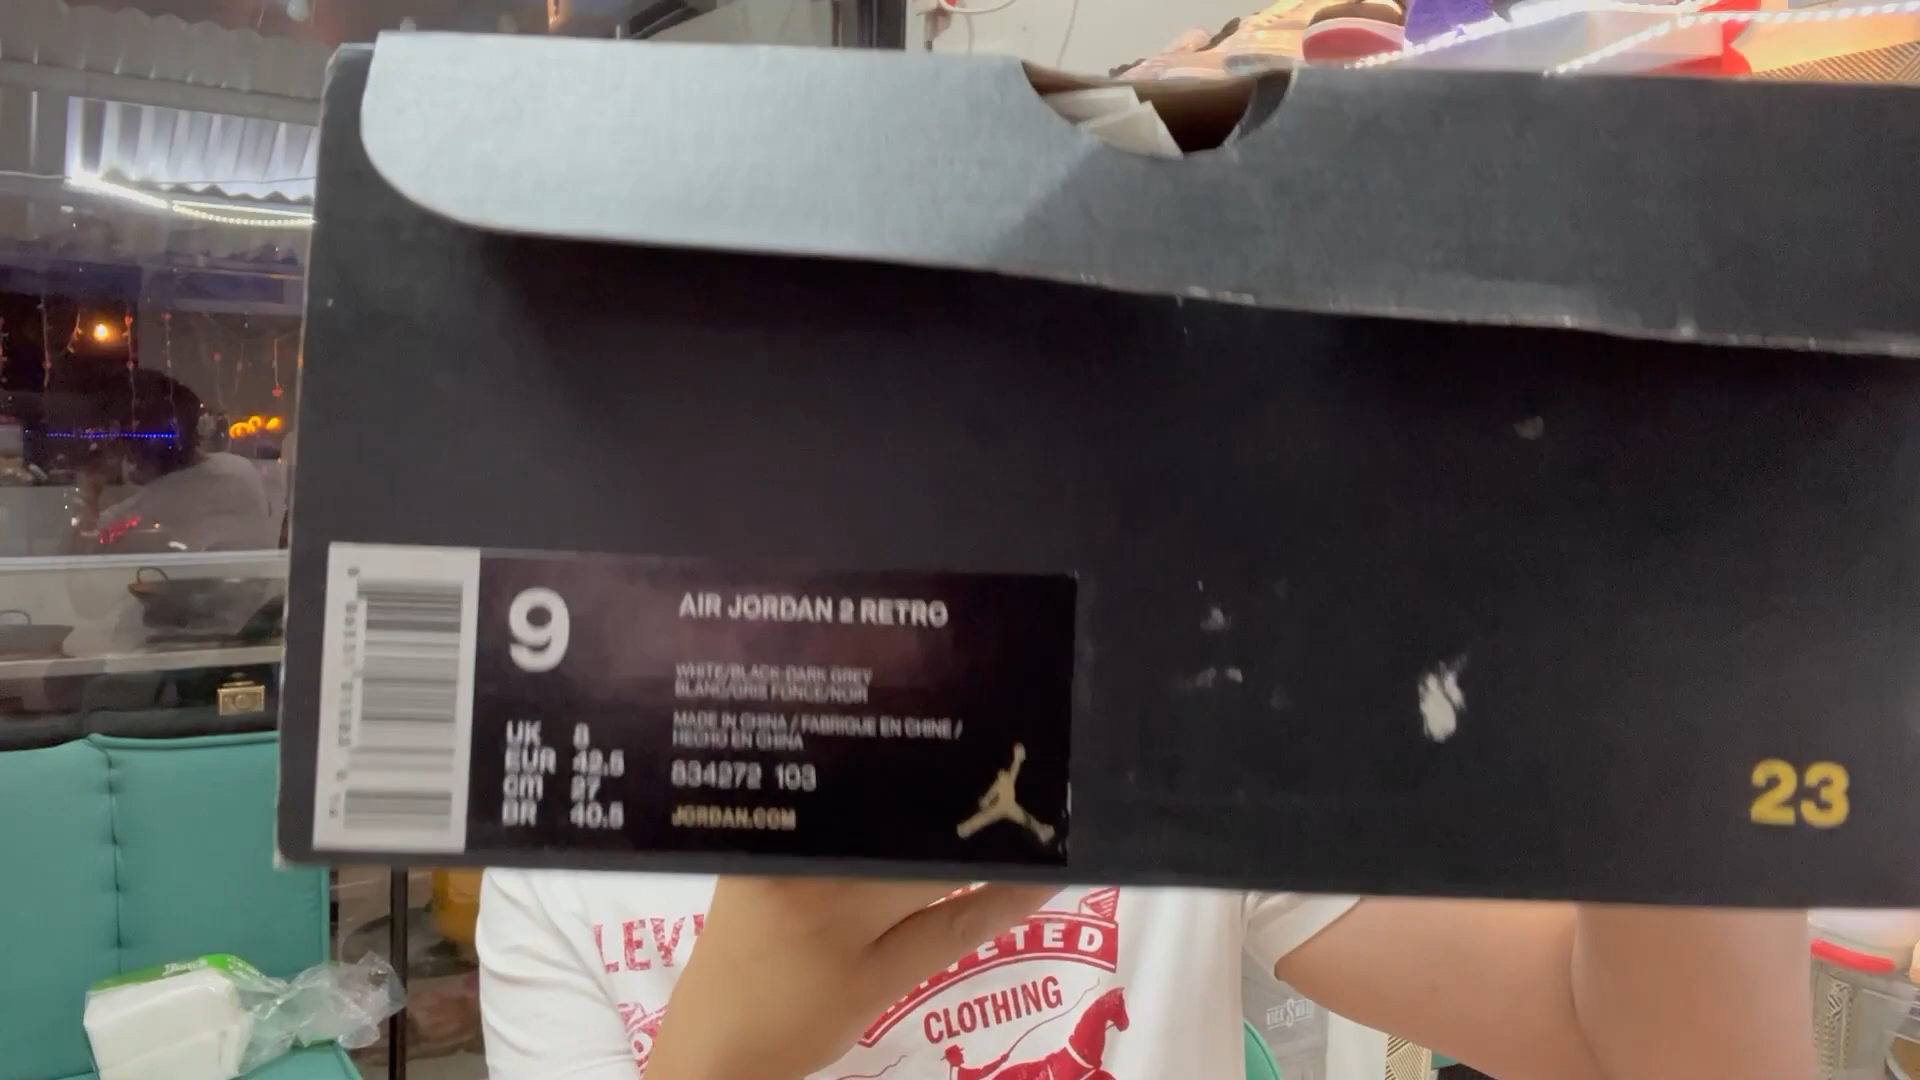 9
AIR JORDAN 2 RETRO
WHITE/BLACK-DARK GREY
BLANC/GRIS FONCE/NOIR
MADE IN CHINA / FABRIQUE EN CHINE /
HECHO EN CHINA
UK 8
EUR 42.5
cm 27
BR 40.5
834272 103
JORDAN.COM
23
LEVI'
CLOTHING